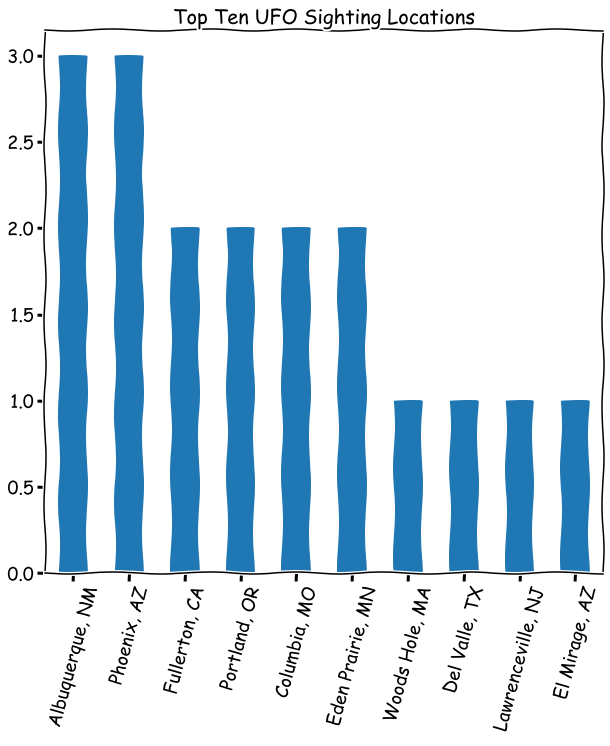 Top Ten UFO Sighting Locations
3.0
2.5
2.0
1.5
1.0
0.5
0.0
Albuquerque, NM
Phoenix, AZ
Fullerton, CA
Portland, OR
Columbia, MO
Eden Prairie, MN
Woods Hole, MA
Del Valle, TX
Lawrenceville, NJ
El Mirage, AZ